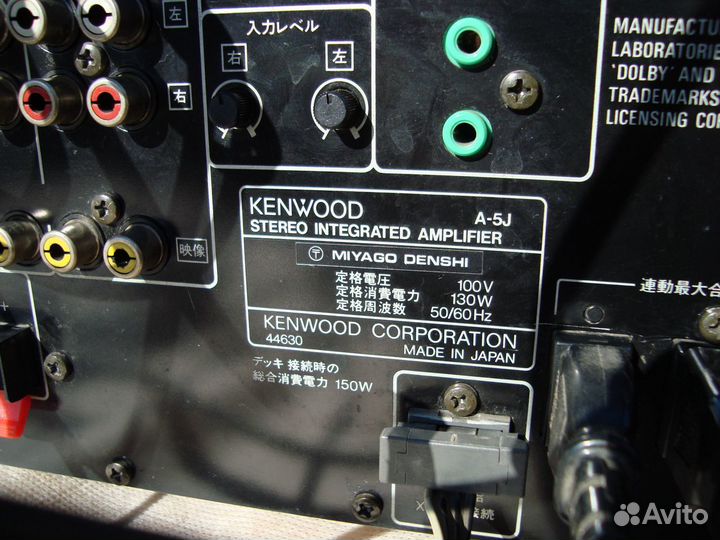 左
右
映像
+
入力レベル
右 左
MANUFACTU
LABORATORIE
'DOLBY' AND
TRADEMARKS
LICENSING COR
KENWOOD A-5J
STEREO INTEGRATED AMPLIFIER
〒 MIYAGO DENSHI
定格電圧 100V
定格消費電力 130W
定格周波数 50/60Hz
KENWOOD CORPORATION
44630 MADE IN JAPAN
デッキ接続時の
総合消費電力 150W
連動最大合
X 接続
Avito